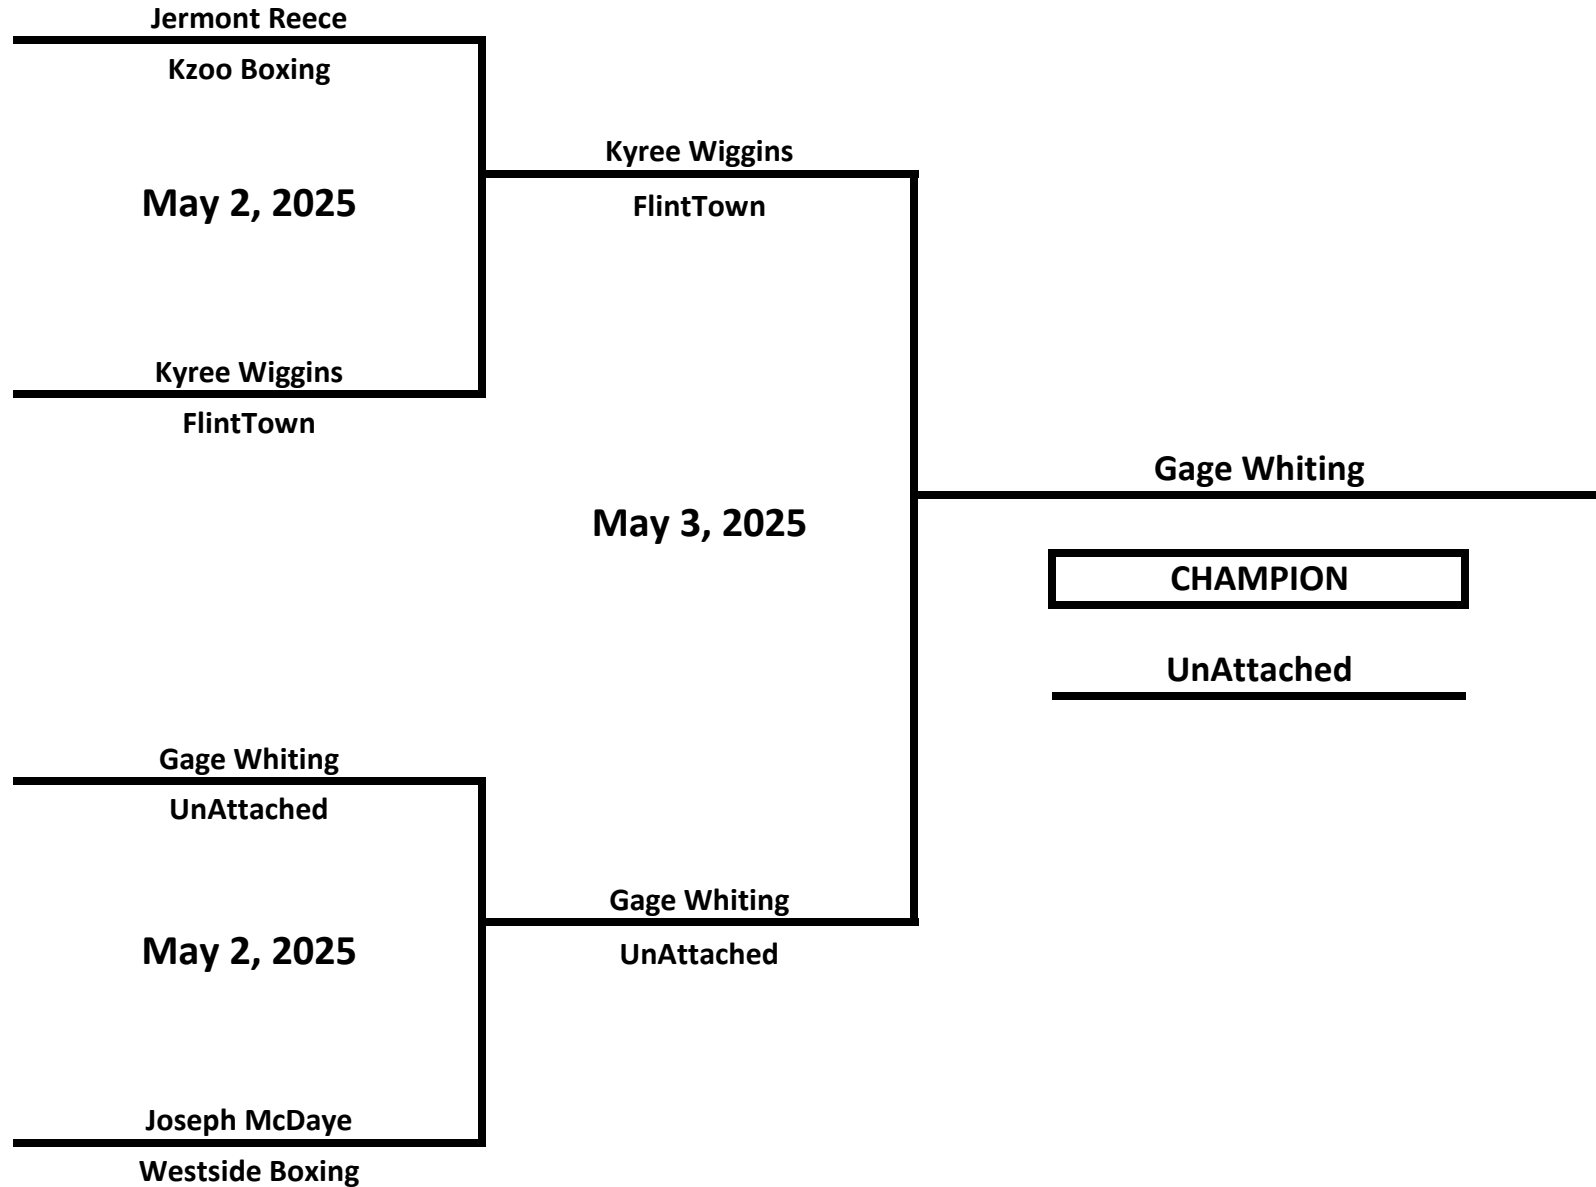 Jermont Reece
Kzoo Boxing
May 2, 2025
Kyree Wiggins
FlintTown
Kyree Wiggins
FlintTown
May 3, 2025
Gage Whiting
CHAMPION
UnAttached
Gage Whiting
UnAttached
May 2, 2025
Joseph McDaye
Westside Boxing
Gage Whiting
UnAttached